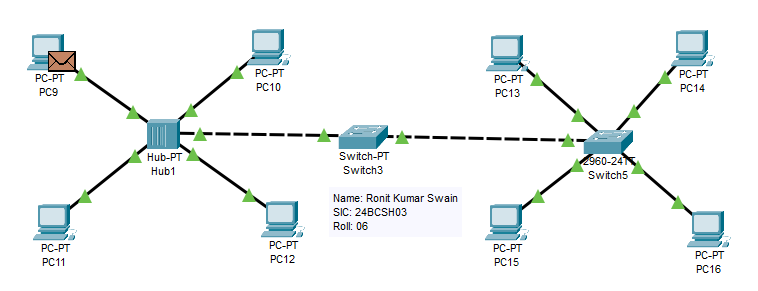 PC-PT
PC9
PC-PT
PC10
PC-PT
PC13
PC-PT
PC14
Hub-PT
Hub1
Switch-PT
Switch3
2960-24TT
Switch5
Name: Ronit Kumar Swain
SIC: 24BCSH03
Roll: 06
PC-PT
PC11
PC-PT
PC12
PC-PT
PC15
PC-PT
PC16